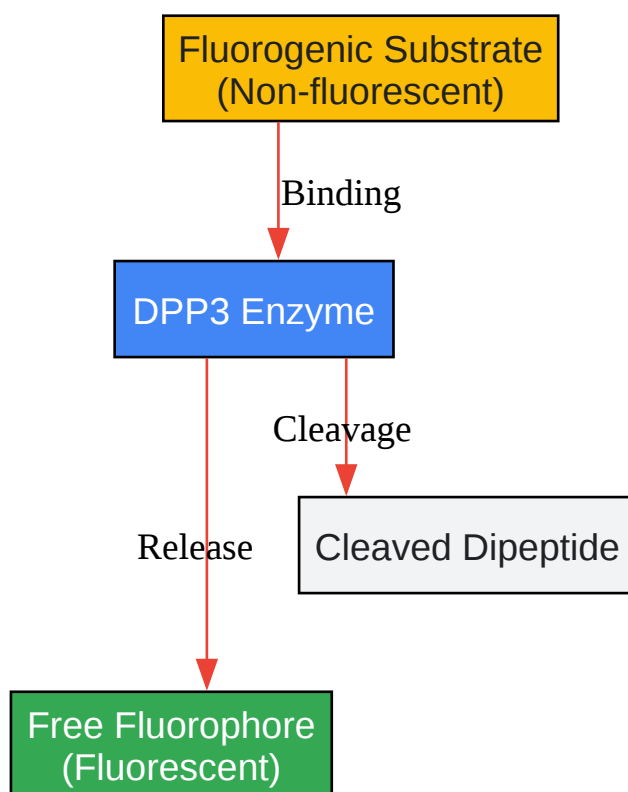 Fluorogenic Substrate
(Non-fluorescent)
Binding
DPP3 Enzyme
Cleavage
Release
Cleaved Dipeptide
Free Fluorophore
(Fluorescent)